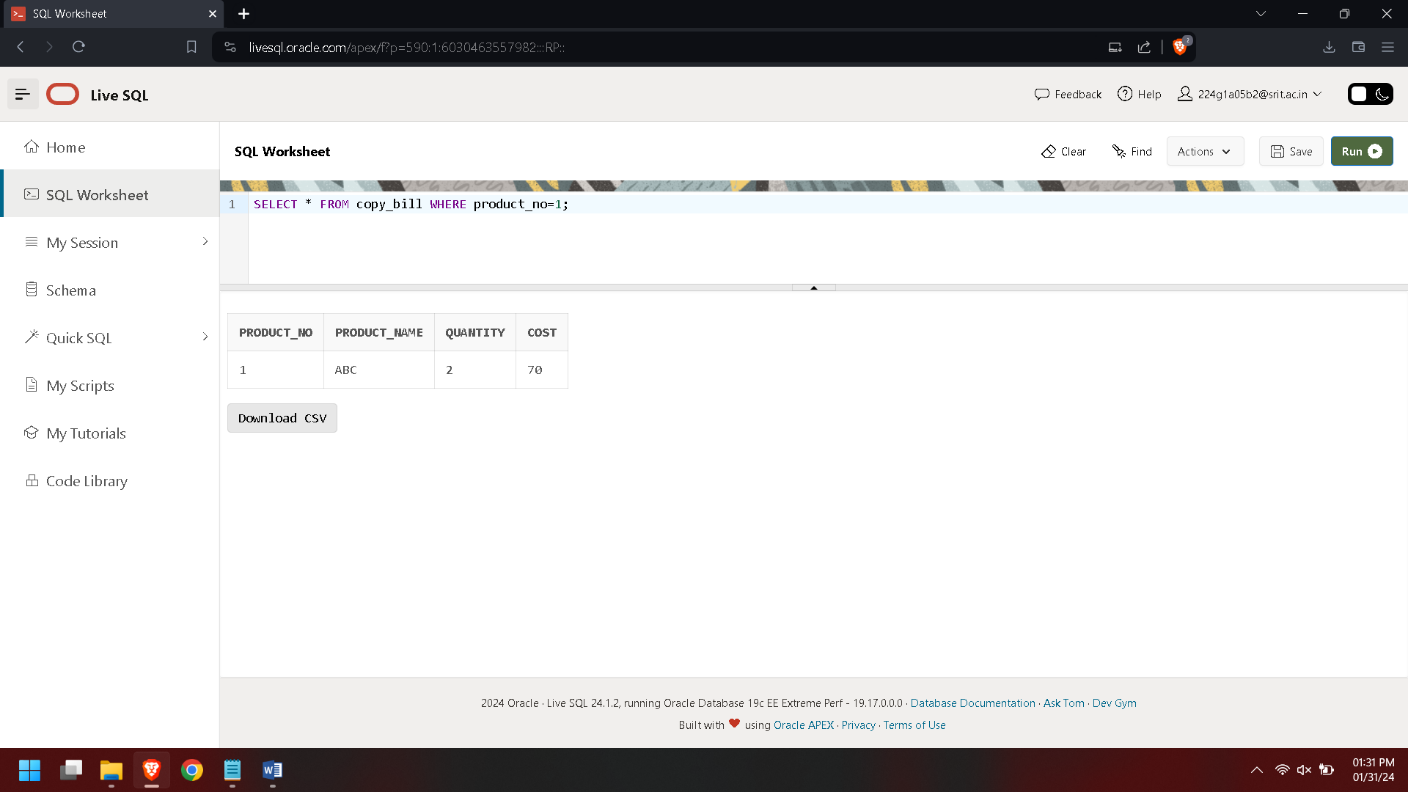 SQL Worksheet
livesql.oracle.com/apex/f?p=590:1:6030463557982:::RP::
2
Live SQL
Feedback
Help
224g1a05b2@srit.ac.in
Home
SQL Worksheet
My Session
Schema
Quick SQL
My Scripts
My Tutorials
Code Library
SQL Worksheet
Clear
Find
Actions
Save
Run
1 SELECT * FROM copy_bill WHERE product_no=1;
PRODUCT_NO PRODUCT_NAME QUANTITY COST
1 ABC 2 70
Download CSV
2024 Oracle · Live SQL 24.1.2, running Oracle Database 19c EE Extreme Perf - 19.17.0.0.0 · Database Documentation · Ask Tom · Dev Gym
Built with ❤ using Oracle APEX · Privacy · Terms of Use
01:31 PM
01/31/24